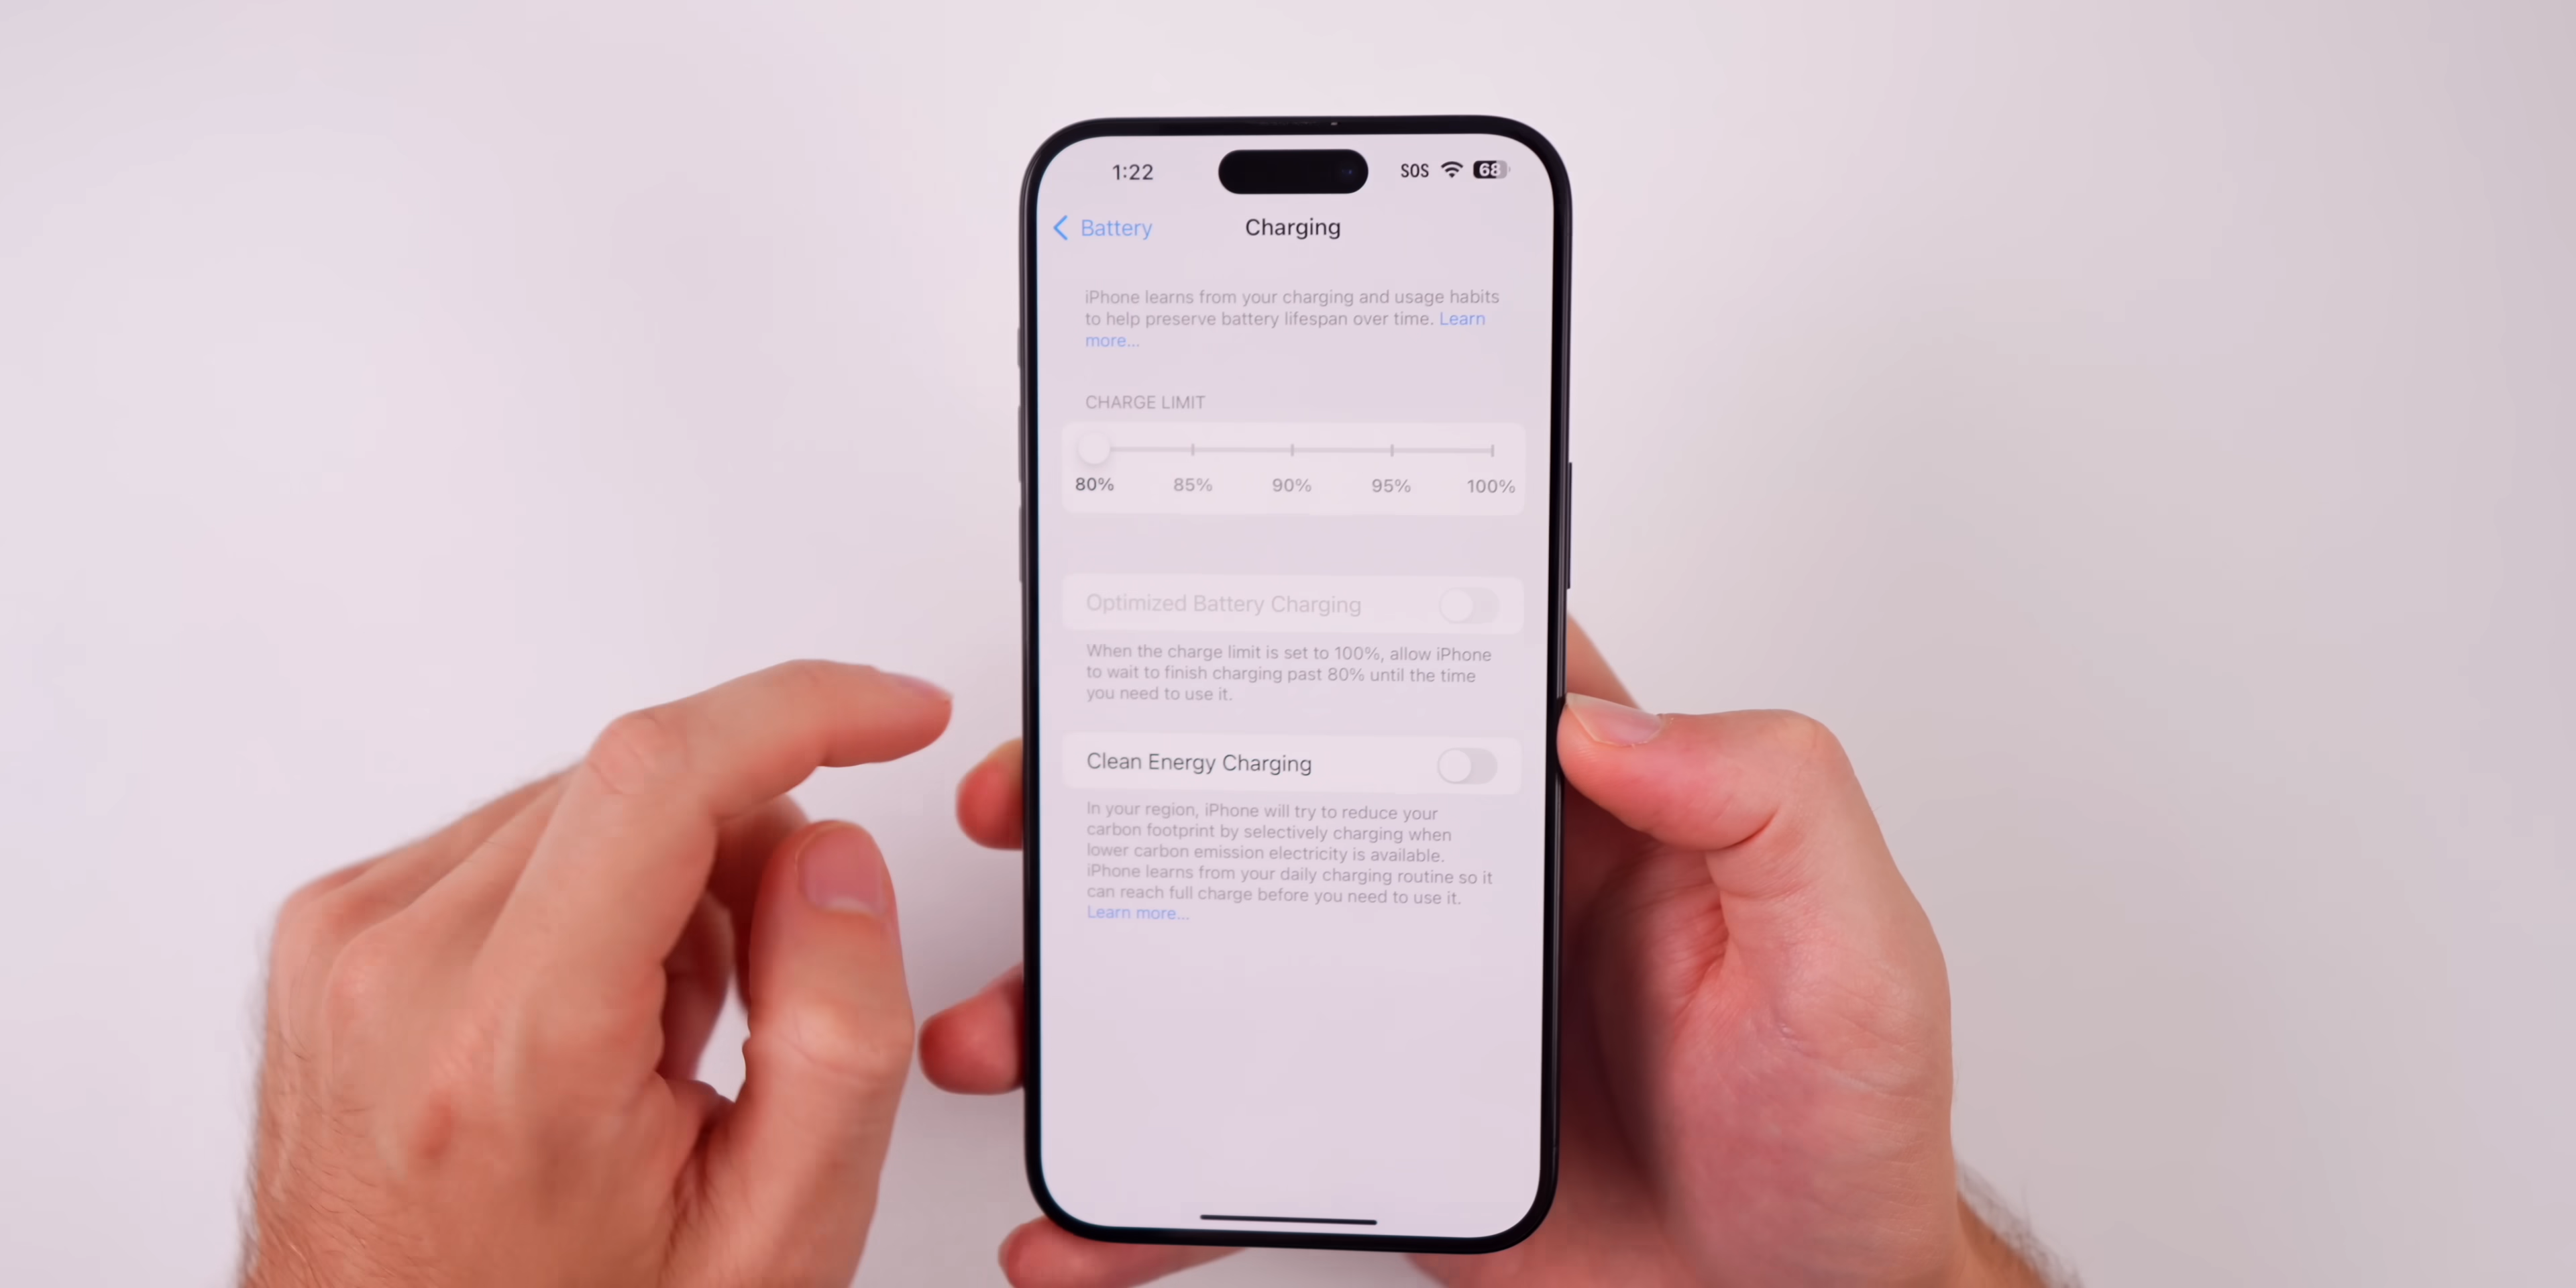 1:22
SOS 68
Battery Charging
iPhone learns from your charging and usage habits
to help preserve battery lifespan over time. Learn
more...
CHARGE LIMIT
80% 85% 90% 95% 100%
Optimized Battery Charging
When the charge limit is set to 100%, allow iPhone
to wait to finish charging past 80% until the time
you need to use it.
Clean Energy Charging
In your region, iPhone will try to reduce your
carbon footprint by selectively charging when
lower carbon emission electricity is available.
iPhone learns from your daily charging routine so it
can reach full charge before you need to use it.
Learn more...